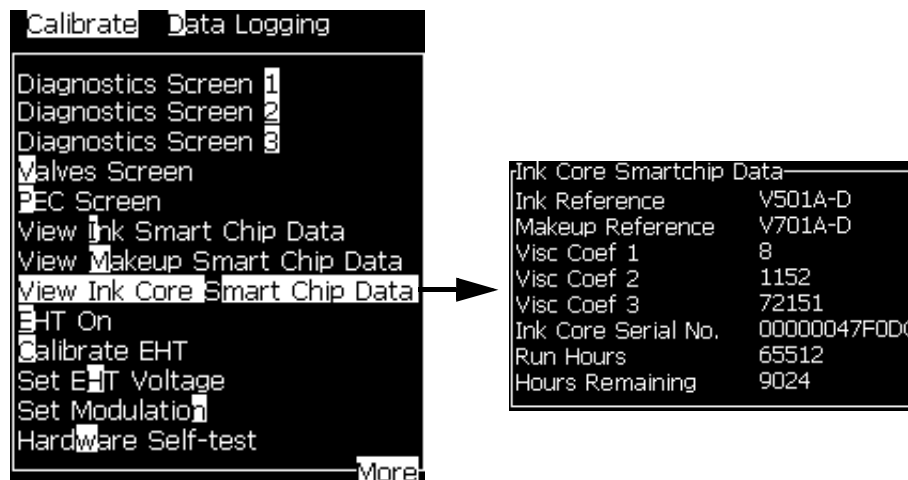 Calibrate Data Logging
Diagnostics Screen 1
Diagnostics Screen 2
Diagnostics Screen 3
Valves Screen
PEC Screen
View Ink Smart Chip Data
View Makeup Smart Chip Data
View Ink Core Smart Chip Data
EHT On
Calibrate EHT
Set EHT Voltage
Set Modulation
Hardware Self-test
More
Ink Core Smartchip Data
Ink Reference V501A-D
Makeup Reference V701A-D
Visc Coef 1 8
Visc Coef 2 1152
Visc Coef 3 72151
Ink Core Serial No.
Run Hours 65512
Hours Remaining 9024